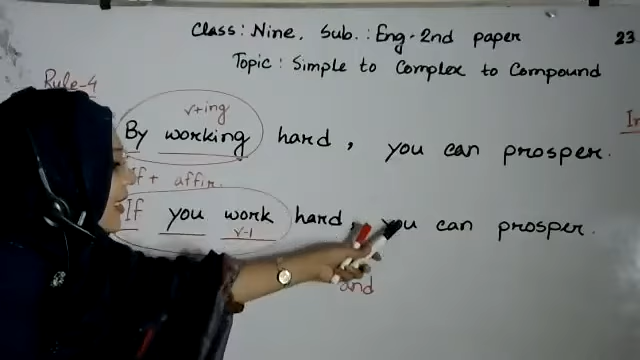 Class: Nine. Sub.: Eng-2nd paper 23
Topic: Simple to Complex to Compound
Rule-4
v+ing
By working hard, you can prosper.
If + affir.
If you work hard, you can prosper.
v-1
and